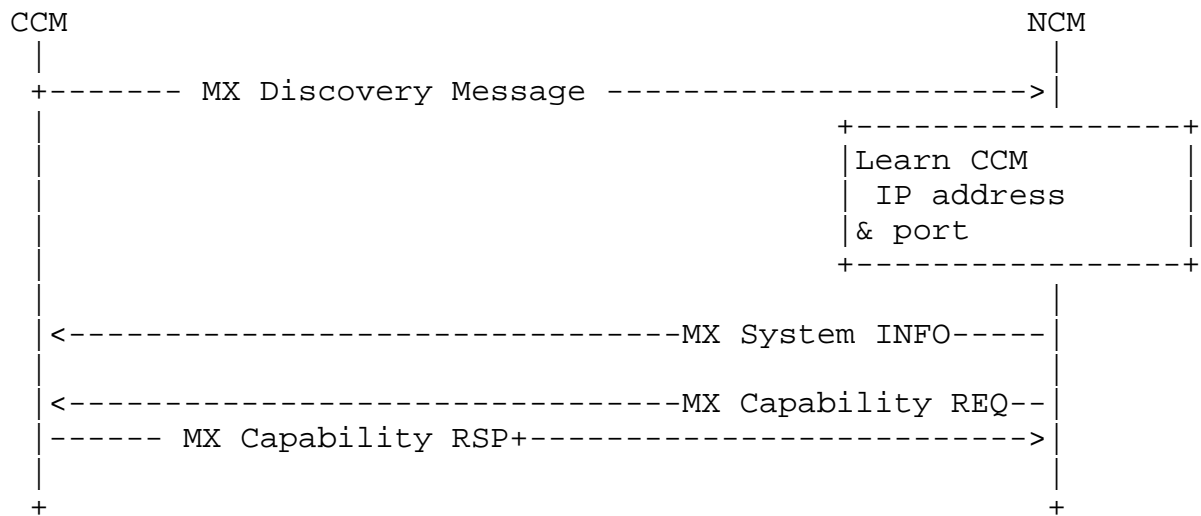 CCM NCM
MX Discovery Message
Learn CCM
IP address
& port
MX System INFO
MX Capability REQ
MX Capability RSP